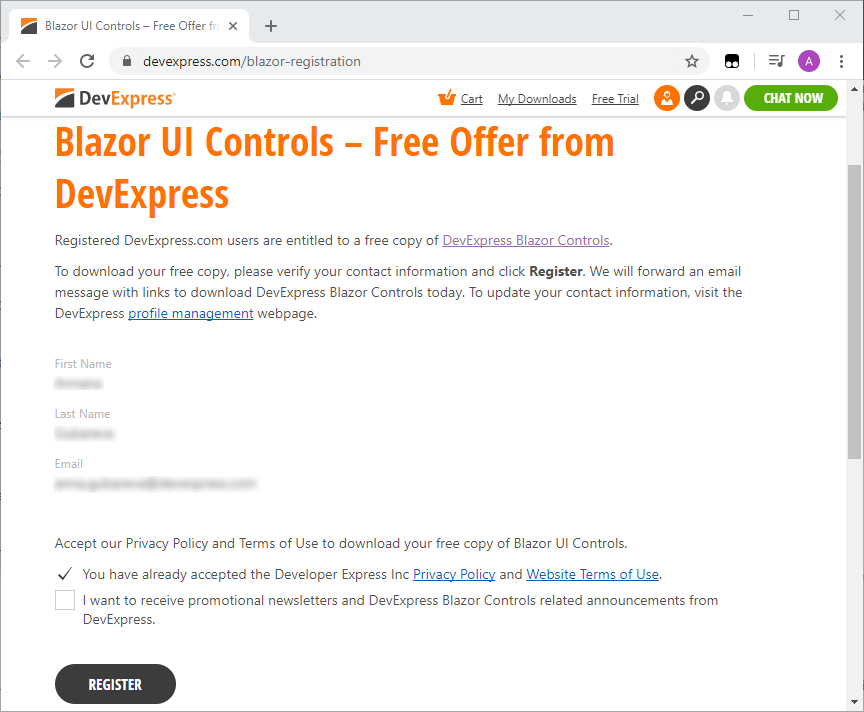 Blazor UI Controls – Free Offer fr
devexpress.com/blazor-registration
A
DevExpress
Cart My Downloads Free Trial CHAT NOW
Blazor UI Controls – Free Offer from
DevExpress
Registered DevExpress.com users are entitled to a free copy of DevExpress Blazor Controls.
To download your free copy, please verify your contact information and click Register. We will forward an email
message with links to download DevExpress Blazor Controls today. To update your contact information, visit the
DevExpress profile management webpage.
First Name
Last Name
Email
Accept our Privacy Policy and Terms of Use to download your free copy of Blazor UI Controls.
You have already accepted the Developer Express Inc Privacy Policy and Website Terms of Use.
I want to receive promotional newsletters and DevExpress Blazor Controls related announcements from
DevExpress.
REGISTER